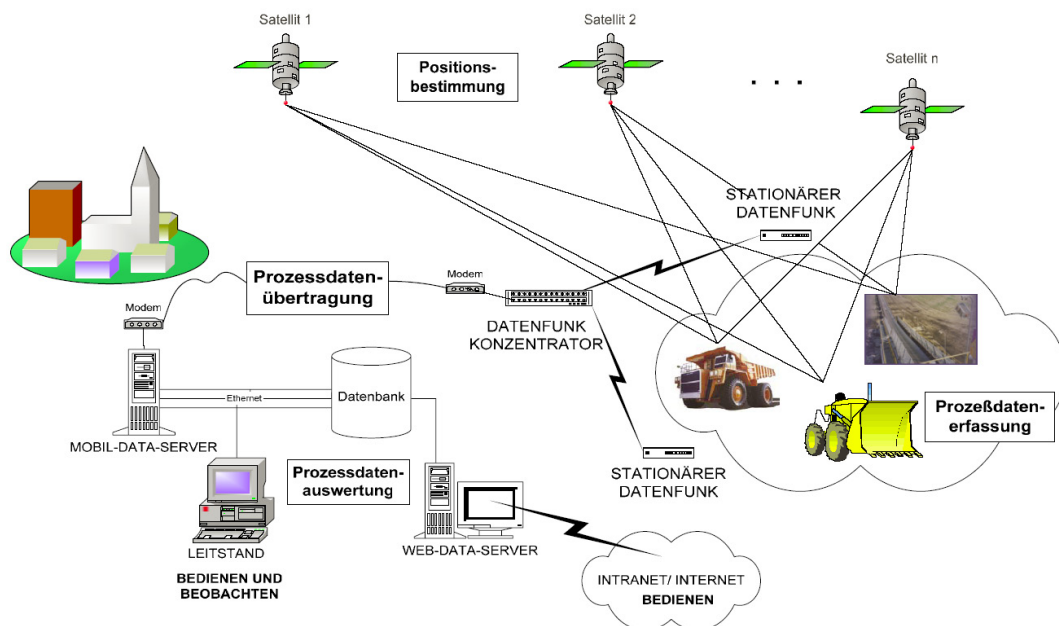 Satellit 1
Satellit 2
Satellit n
Positions-
bestimmung
. . .
STATIONÄRER
DATENFUNK
Prozessdaten-
übertragung
Modem
Modem
DATENFUNK
KONZENTRATOR
Datenbank
Ethernet
Prozeßdaten-
erfassung
MOBIL-DATA-SERVER
Prozessdaten-
auswertung
STATIONÄRER
DATENFUNK
LEITSTAND
BEDIENEN UND
BEOBACHTEN
WEB-DATA-SERVER
INTRANET/ INTERNET
BEDIENEN